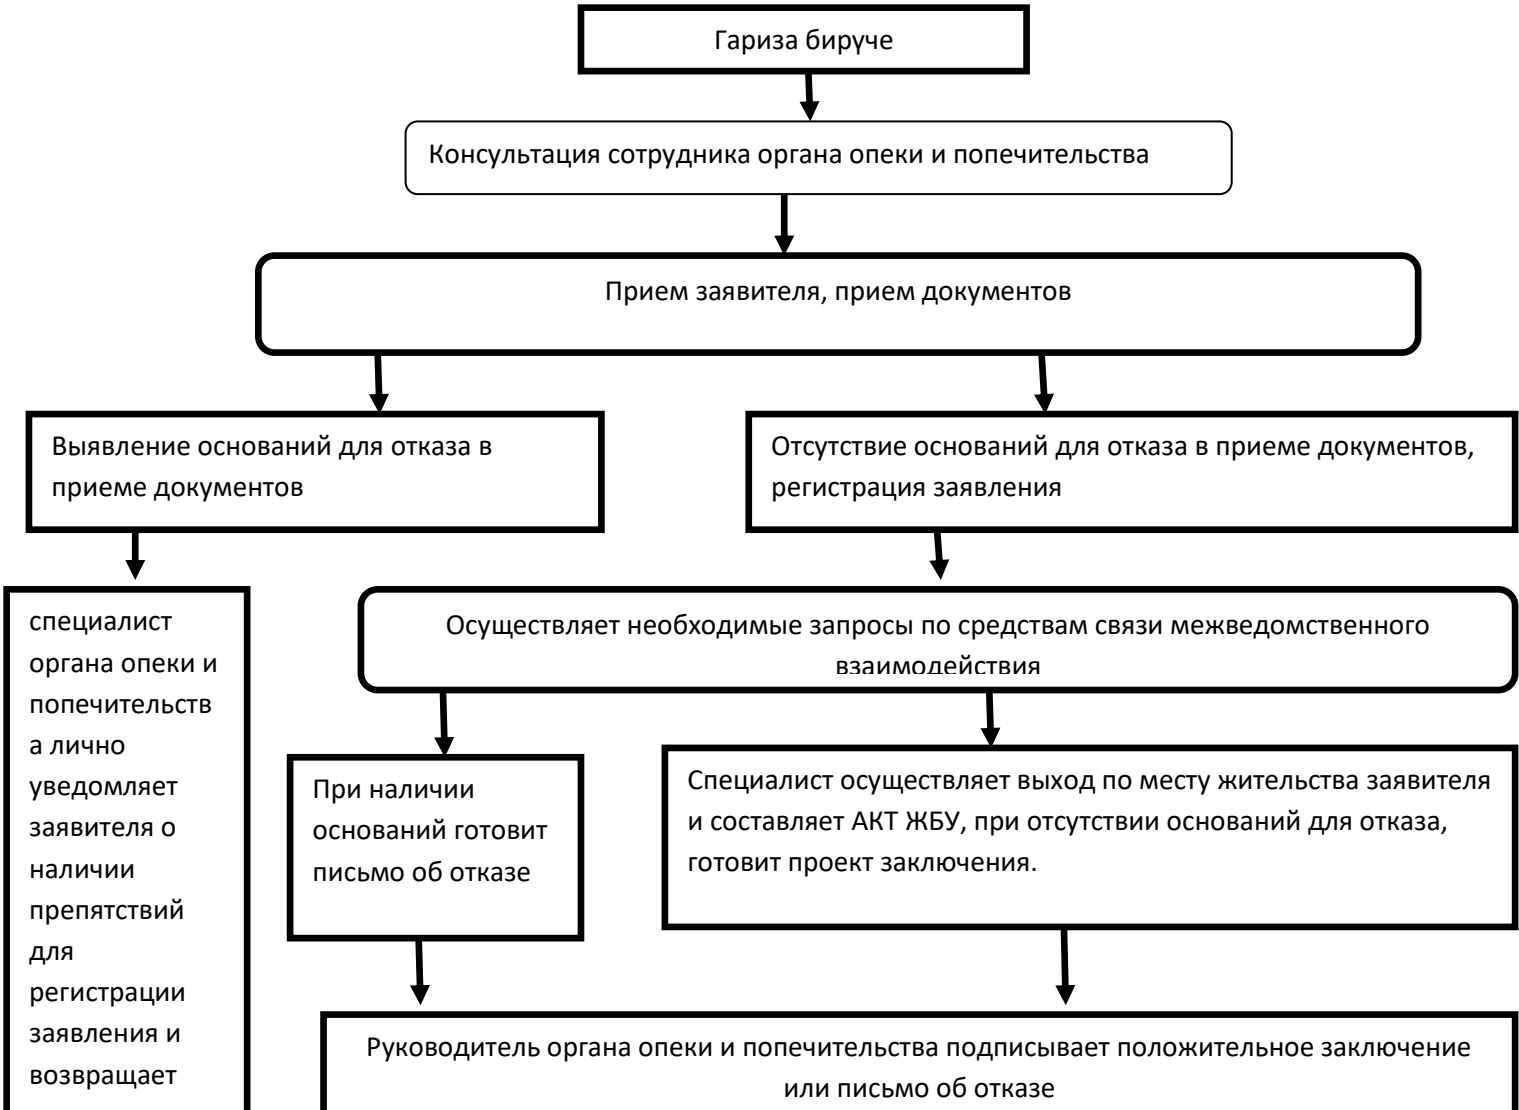 Гариза бирүче
Консультация сотрудника органа опеки и попечительства
Прием заявителя, прием документов
Выявление оснований для отказа в
приеме документов
Отсутствие оснований для отказа в приеме документов,
регистрация заявления
специалист
органа опеки и
попечительств
а лично
уведомляет
заявителя о
наличии
препятствий
для
регистрации
заявления и
возвращает
Осуществляет необходимые запросы по средствам связи межведомственного
взаимодействия
При наличии
оснований готовит
письмо об отказе
Специалист осуществляет выход по месту жительства заявителя
и составляет АКТ ЖБУ, при отсутствии оснований для отказа,
готовит проект заключения.
Руководитель органа опеки и попечительства подписывает положительное заключение
или письмо об отказе